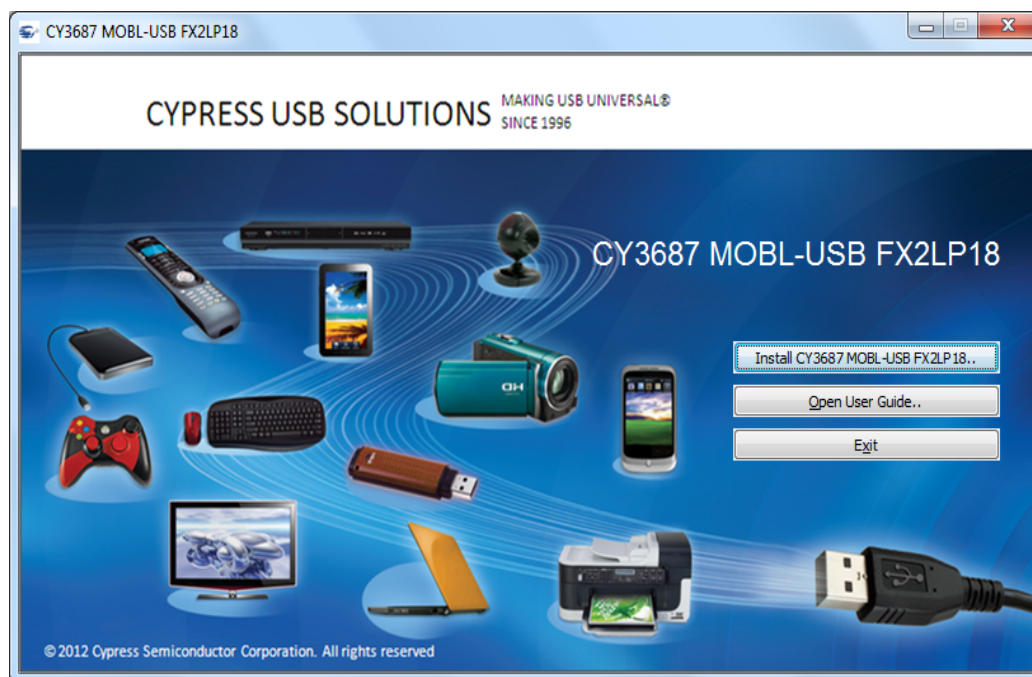 CY3687 MOBL-USB FX2LP18
CYPRESS USB SOLUTIONS
MAKING USB UNIVERSAL®
SINCE 1996
CY3687 MOBL-USB FX2LP18
Install CY3687 MOBL-USB FX2LP18..
Open User Guide..
Exit
© 2012 Cypress Semiconductor Corporation. All rights reserved